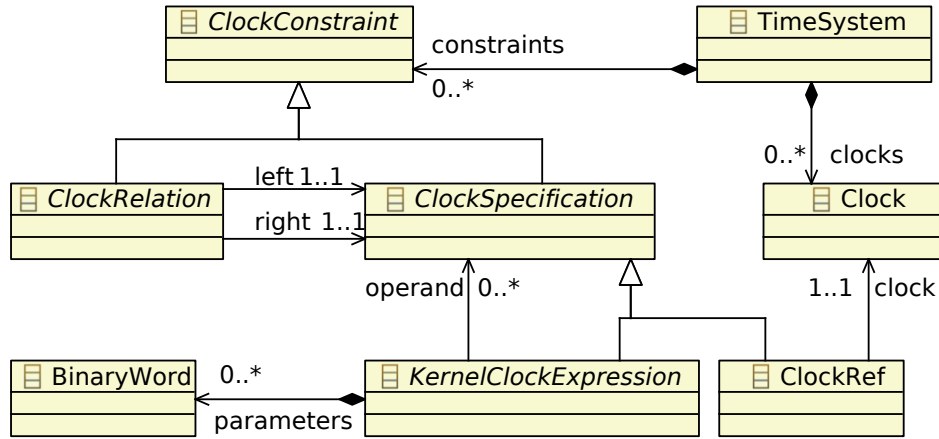 ClockConstraint
TimeSystem
constraints
0..*
0..* clocks
ClockRelation
left 1..1
ClockSpecification
Clock
right 1..1
operand 0..*
1..1 clock
BinaryWord
0..*
KernelClockExpression
ClockRef
parameters